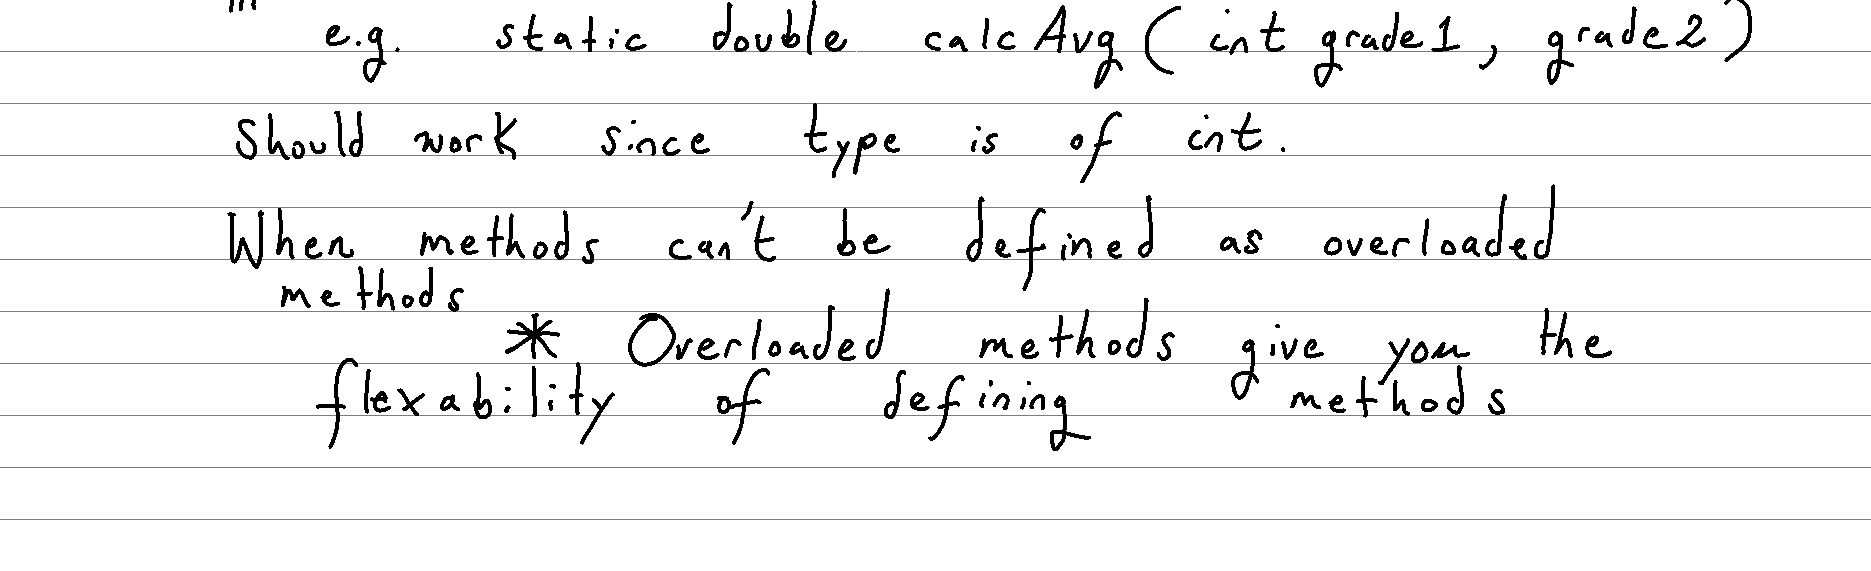 e.g. static double calcAvg (int grade1, grade2)
Should work since type is of int.
When methods can't be defined as overloaded
methods
* Overloaded methods give you the
flexability of defining methods